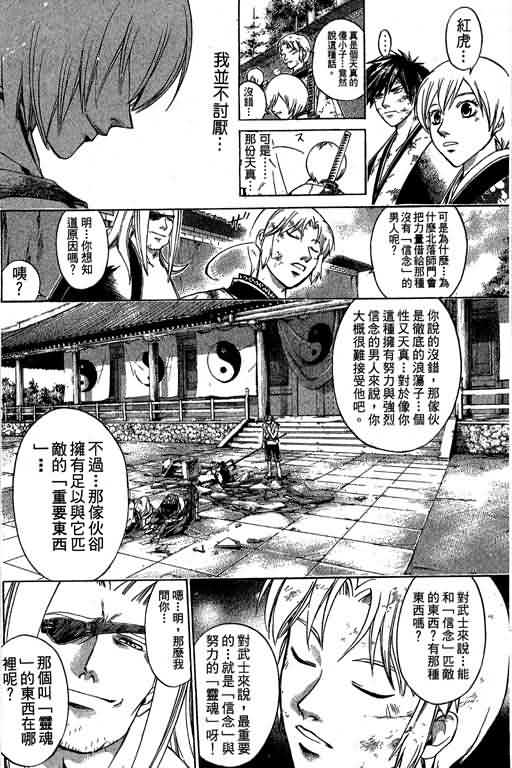 紅虎…
…
真是個天真的
傻小子…竟然
說這種話。
沒錯…
可是…
那份天真…
我並不討厭…
可是為什麼…為
什麼北落師門會
把力量借給那種
沒有「信念」的
男人呢？
明…你想知
道原因嗎？
咦？
你說的沒錯，那傢伙
是徹底的浪蕩子…個
性又天真…對於像你
這種擁有努力與強烈
信念的男人來說，你
大概很難接受他吧。
不過…那傢伙卻
擁有足以與它匹
敵的「重要東西
」…
對武士來說…能
和「信念」匹敵
的東西？有那種
東西嗎？
對武士來說，最重要
的…就是「信念」與
努力的「靈魂」呀！
嗯…明，那麼我
問你！
那個叫「靈魂
」的東西在哪
裡呢？